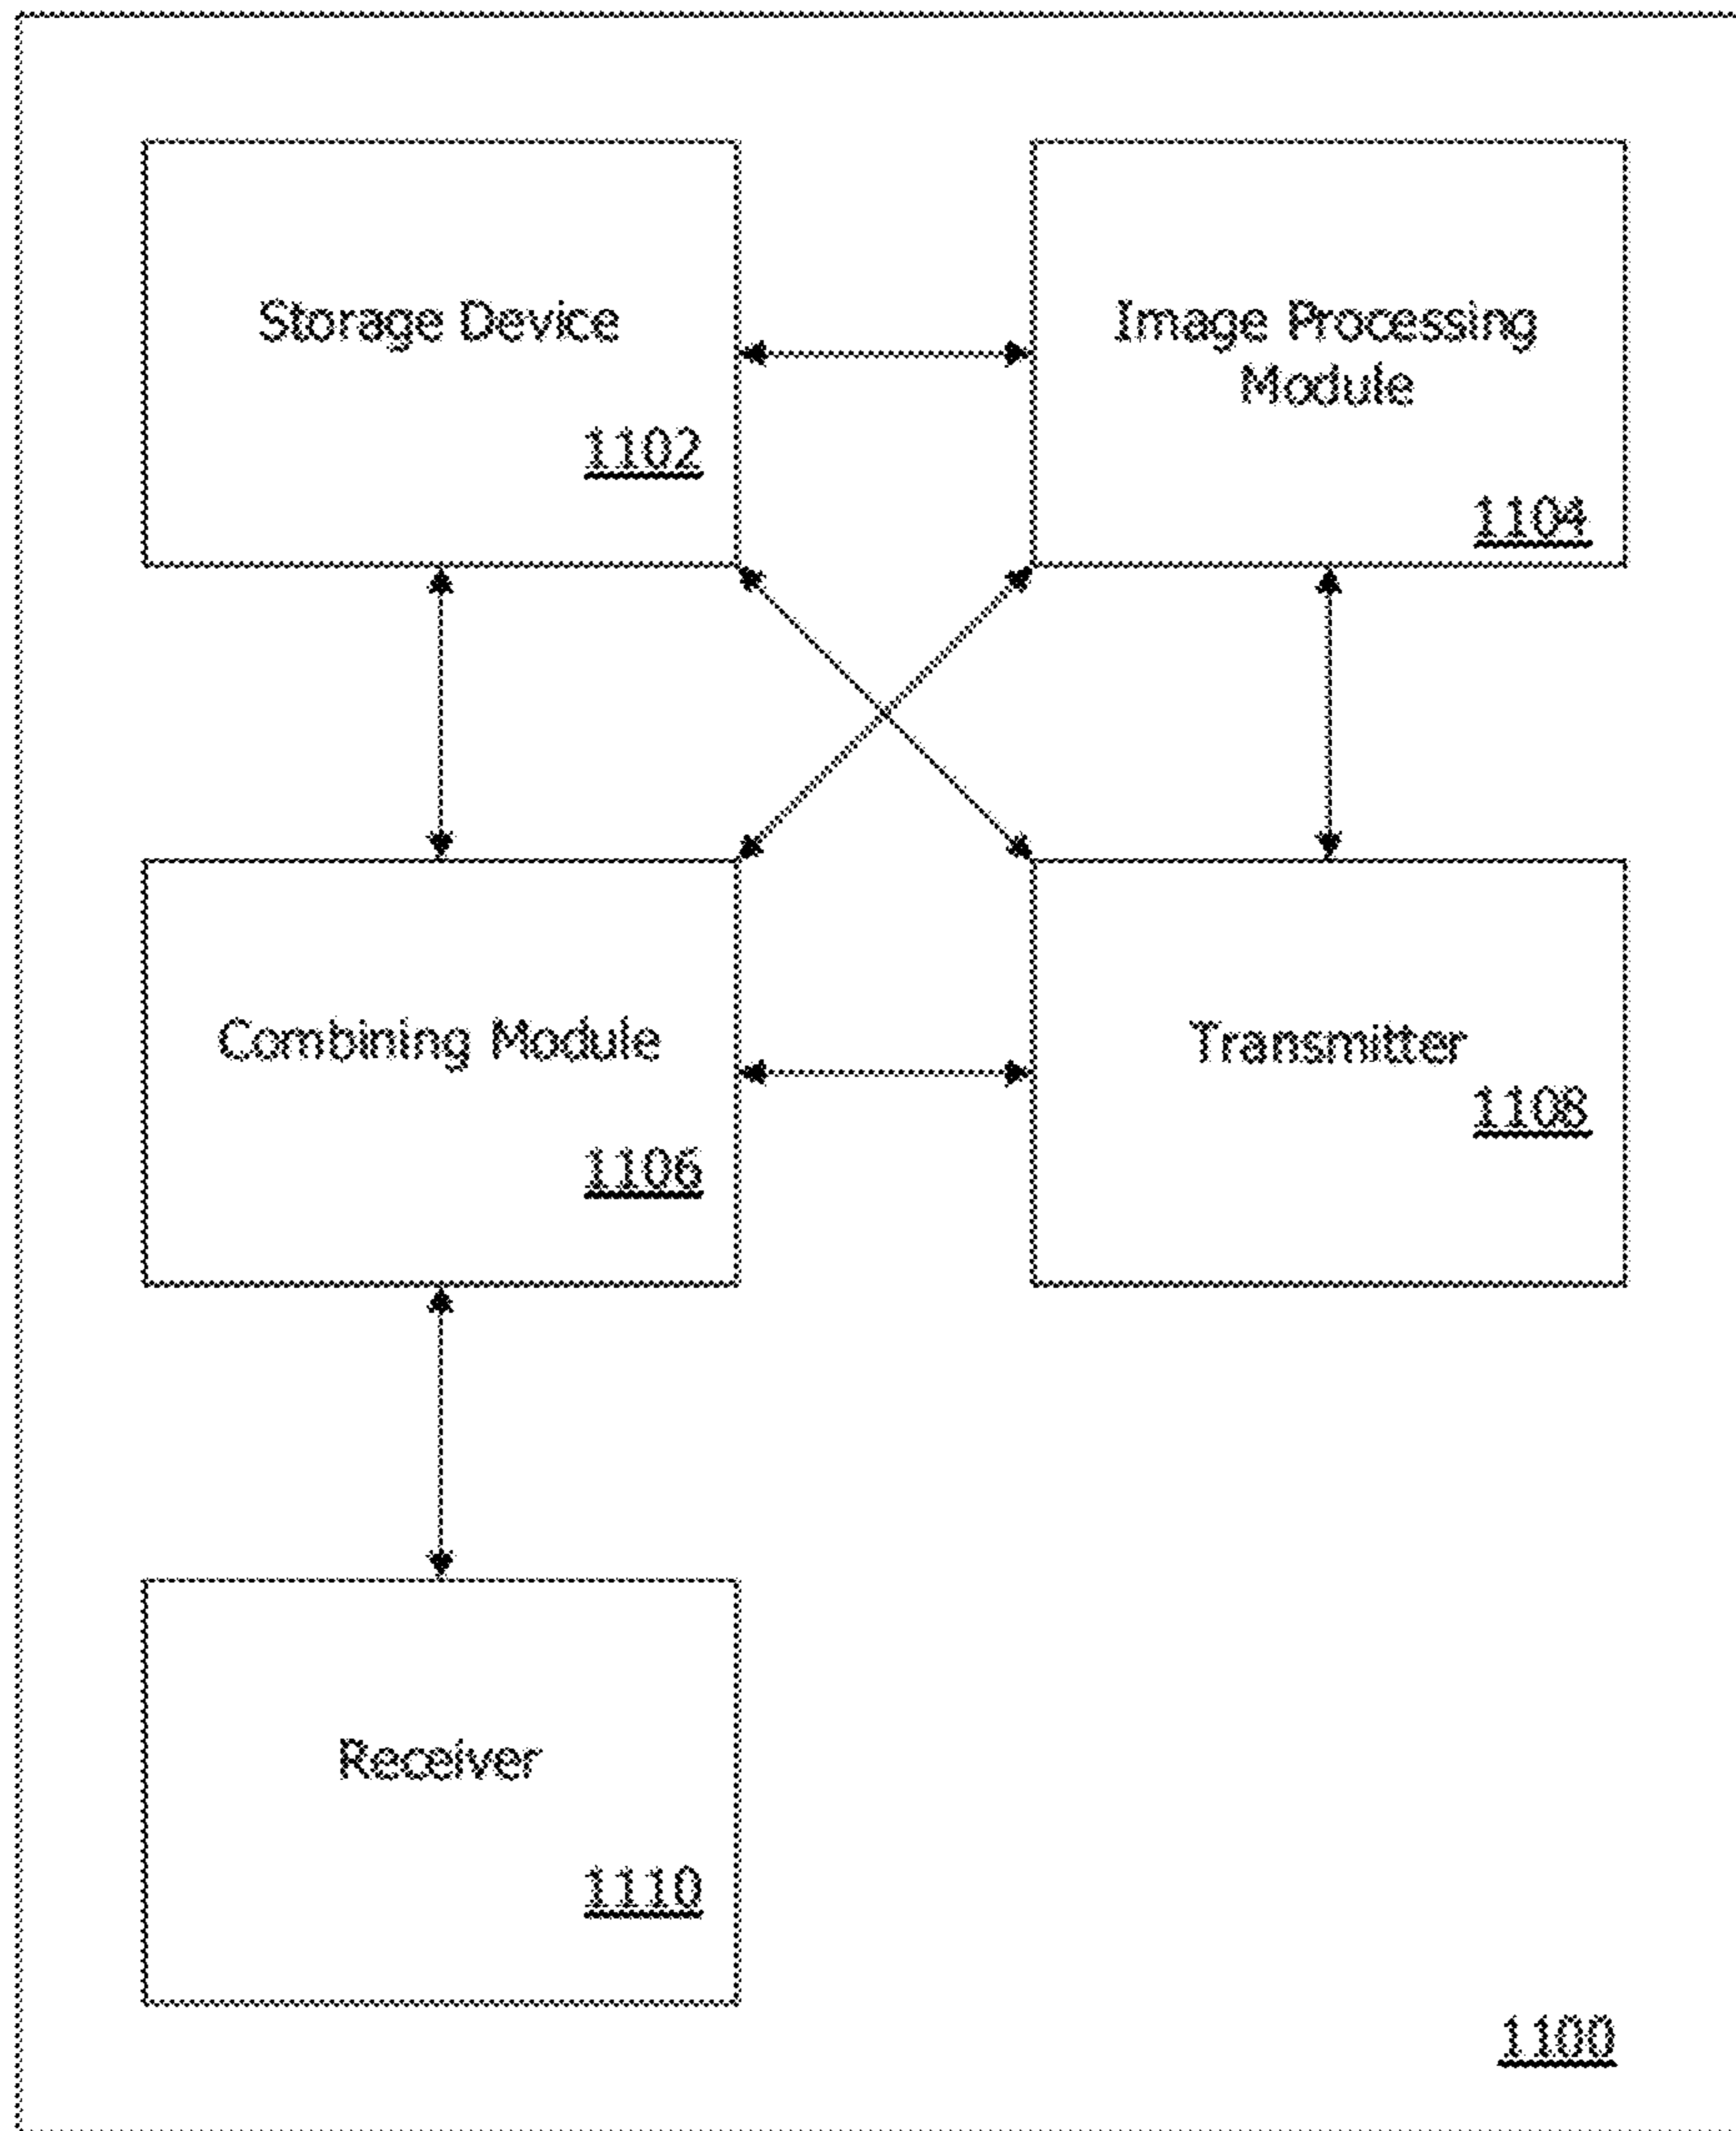 Storage Device
1102
Image Processing
Module
1104
Combining Module
1106
Transmitter
1108
Receiver
1110
1100